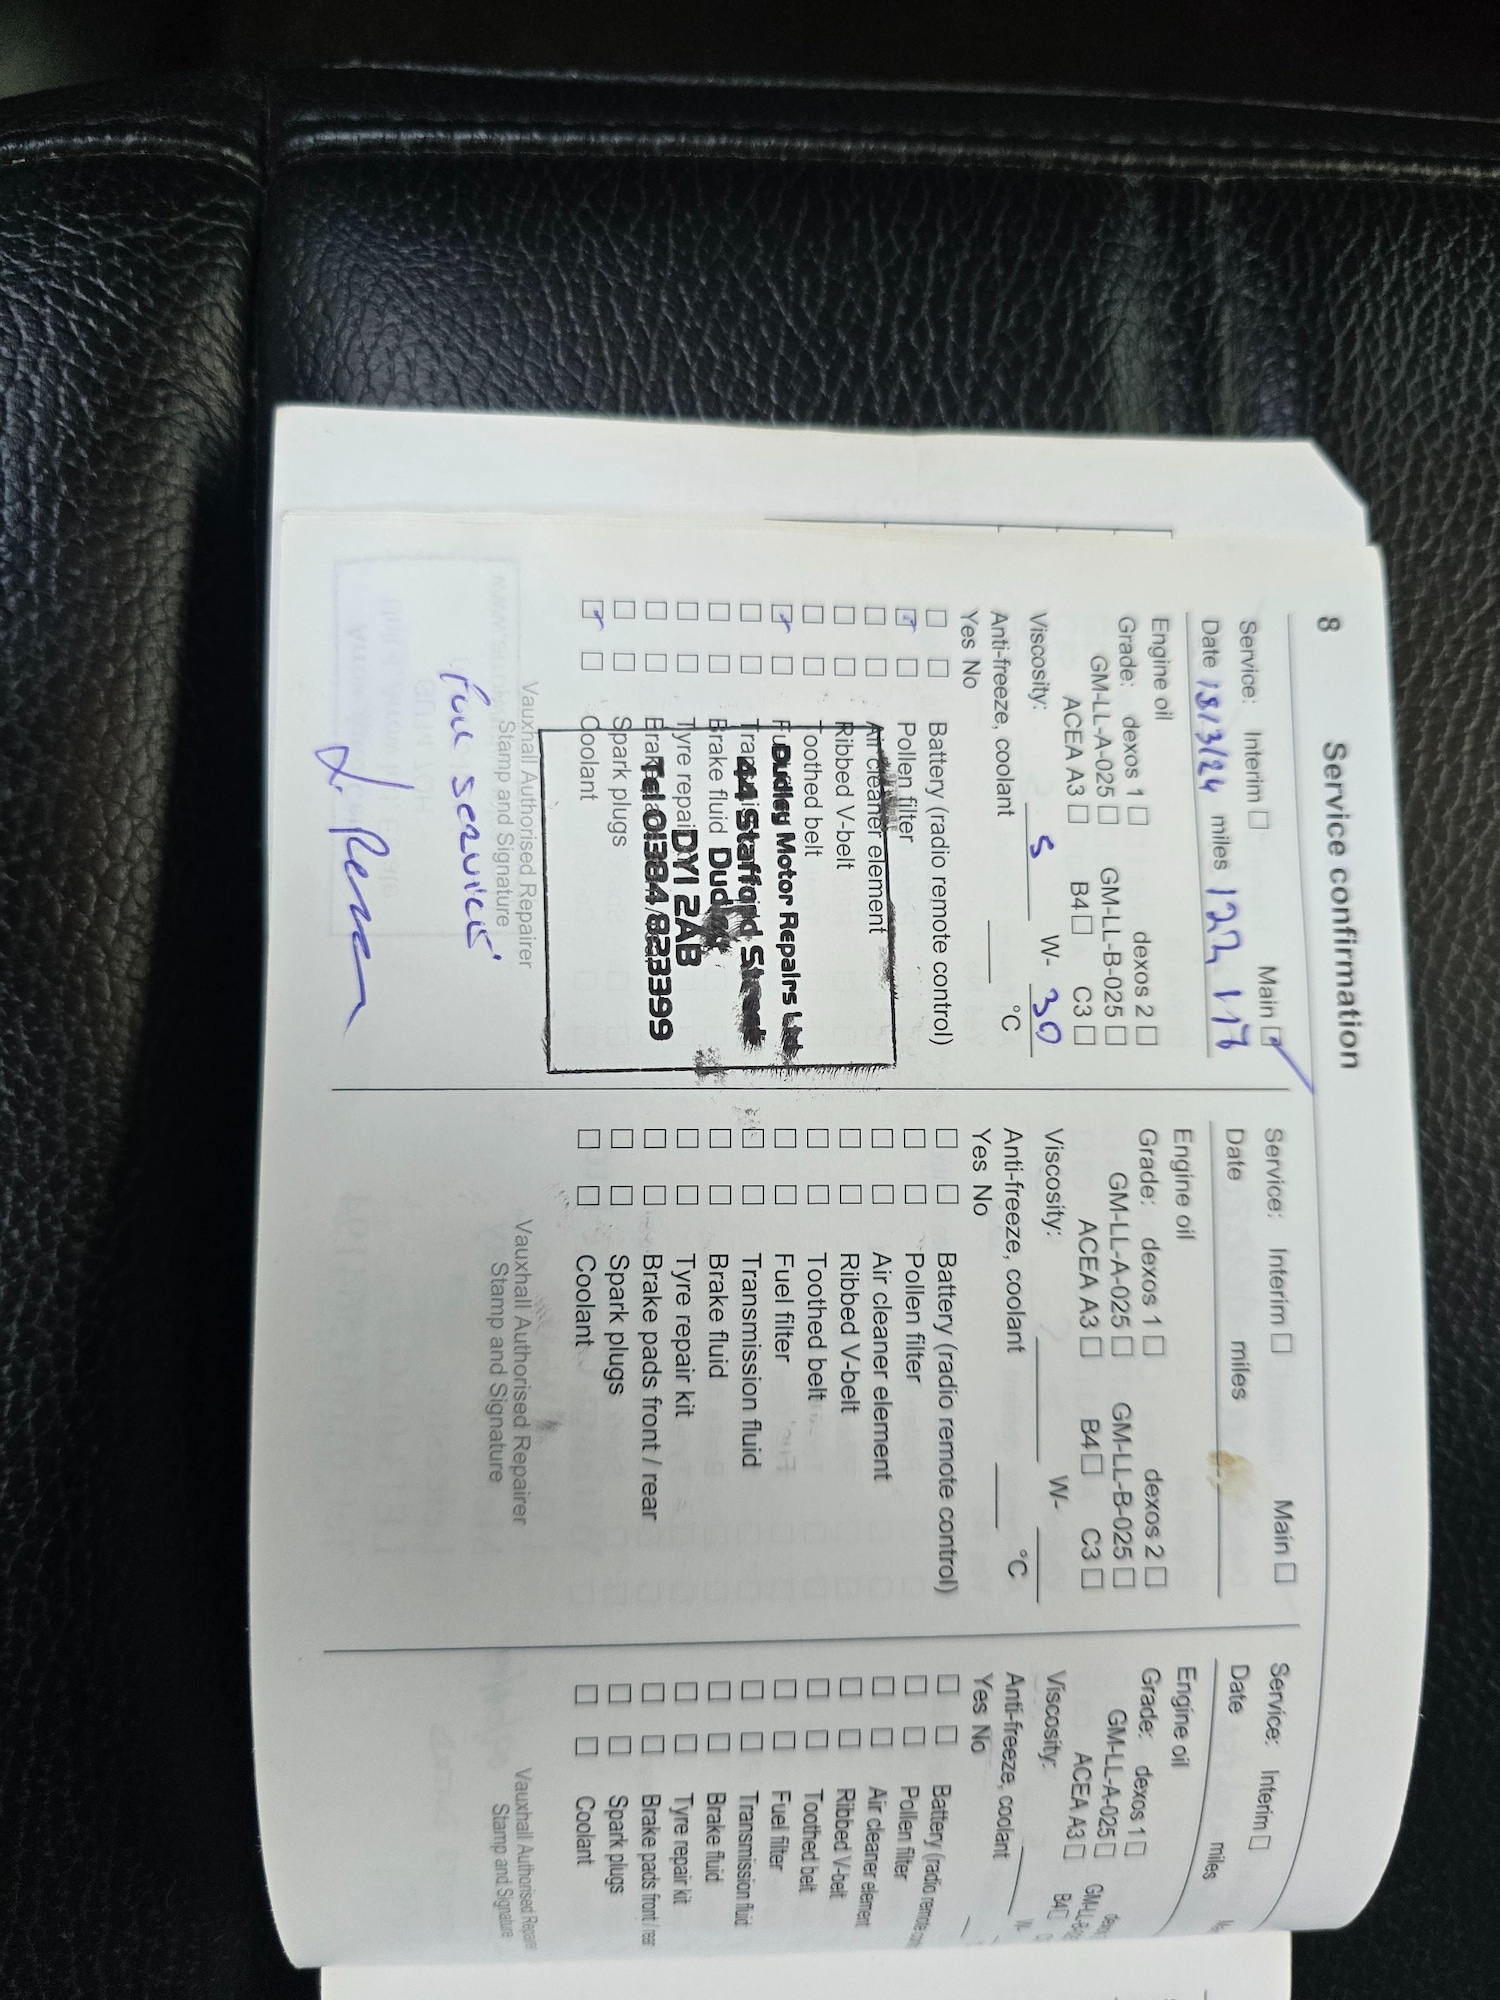 8 Service confirmation
Service: Interim ☐ Main ☑
Date 18/3/24 miles 122 117
Engine oil
Grade: dexos 1 ☐ dexos 2 ☐
GM-LL-A-025 ☐ GM-LL-B-025 ☐
ACEA A3 ☐ B4 ☐ C3 ☐
Viscosity: 5 W- 30
Anti-freeze, coolant ____ °C
Yes No
☐ ☐ Battery (radio remote control)
☑ ☐ Pollen filter
☐ ☐ Air cleaner element
☐ ☐ Ribbed V-belt
☐ ☐ Toothed belt
☑ ☐
☐ ☐
☐ ☐ Brake fluid
☐ ☐ Tyre repair
☐ ☐
☐ ☐ Spark plugs
☑ ☐ Coolant
Dudley Motor Repairs Ltd
44 Stafford Street
Dudley
DY1 2AB
Tel 01384 823399
Vauxhall Authorised Repairer
Stamp and Signature
full service
Service: Interim ☐ Main ☐
Date miles
Engine oil
Grade: dexos 1 ☐ dexos 2 ☐
GM-LL-A-025 ☐ GM-LL-B-025 ☐
ACEA A3 ☐ B4 ☐ C3 ☐
Viscosity: ____ W- ____
Anti-freeze, coolant ____ °C
Yes No
☐ ☐ Battery (radio remote control)
☐ ☐ Pollen filter
☐ ☐ Air cleaner element
☐ ☐ Ribbed V-belt
☐ ☐ Toothed belt
☐ ☐ Fuel filter
☐ ☐ Transmission fluid
☐ ☐ Brake fluid
☐ ☐ Tyre repair kit
☐ ☐ Brake pads front / rear
☐ ☐ Spark plugs
☐ ☐ Coolant
Vauxhall Authorised Repairer
Stamp and Signature
Service: Interim ☐
Date miles
Engine oil
Grade: dexos 1 ☐
GM-LL-A-025 ☐
ACEA A3 ☐ B4 ☐
Viscosity:
Anti-freeze, coolant
Yes No
☐ ☐ Battery (radio remote
☐ ☐ Pollen filter
☐ ☐ Air cleaner element
☐ ☐ Ribbed V-belt
☐ ☐ Toothed belt
☐ ☐ Fuel filter
☐ ☐ Transmission fluid
☐ ☐ Brake fluid
☐ ☐ Tyre repair kit
☐ ☐ Brake pads front / rear
☐ ☐ Spark plugs
☐ ☐ Coolant
Vauxhall Authorised Repairer
Stamp and Signature